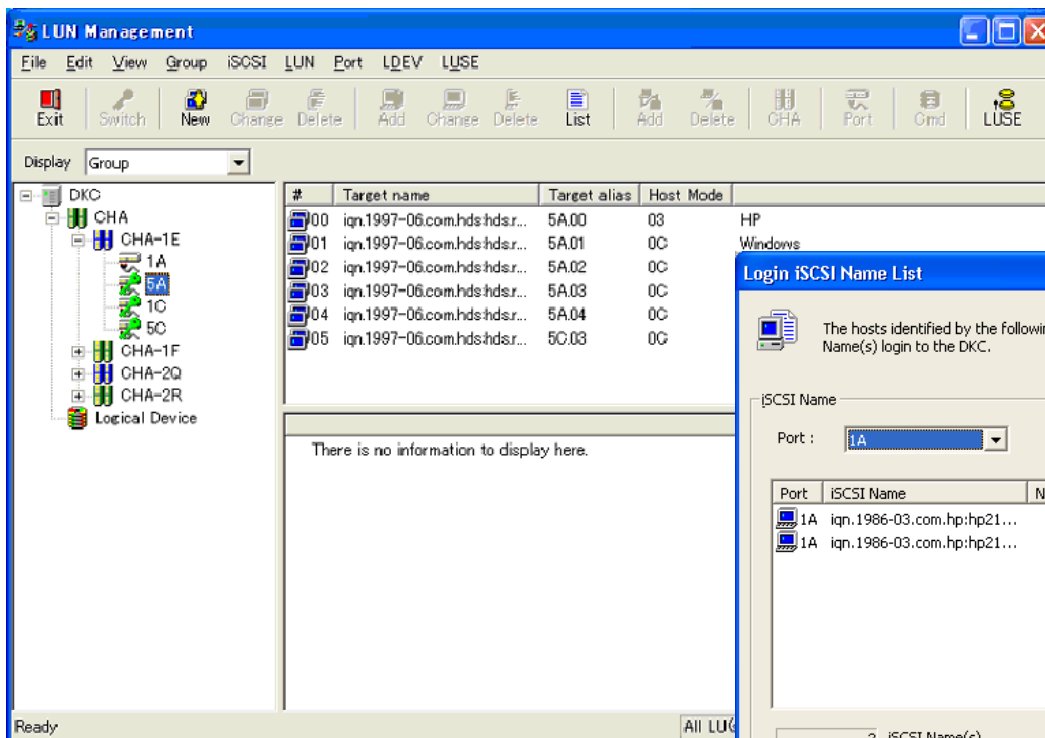 LUN Management
File Edit View Group iSCSI LUN Port LDEV LUSE
Exit Switch New Change Delete Add Change Delete List Add Delete CHA Port Cmd LUSE
Display Group
DKC
CHA
CHA-1E
1A
5A
1C
5C
CHA-1F
CHA-2Q
CHA-2R
Logical Device
# Target name Target alias Host Mode
00 iqn.1997-06.com.hds:hds.r... 5A.00 03 HP
01 iqn.1997-06.com.hds:hds.r... 5A.01 0C Windows
02 iqn.1997-06.com.hds:hds.r... 5A.02 0C
03 iqn.1997-06.com.hds:hds.r... 5A.03 0C
04 iqn.1997-06.com.hds:hds.r... 5A.04 0C
05 iqn.1997-06.com.hds:hds.r... 5C.03 0C
There is no information to display here.
Login iSCSI Name List
The hosts identified by the followin
Name(s) login to the DKC.
iSCSI Name
Port : 1A
Port iSCSI Name N
1A iqn.1986-03.com.hp:hp21...
1A iqn.1986-03.com.hp:hp21...
2 iSCSI Name(s)
Ready
All LU(